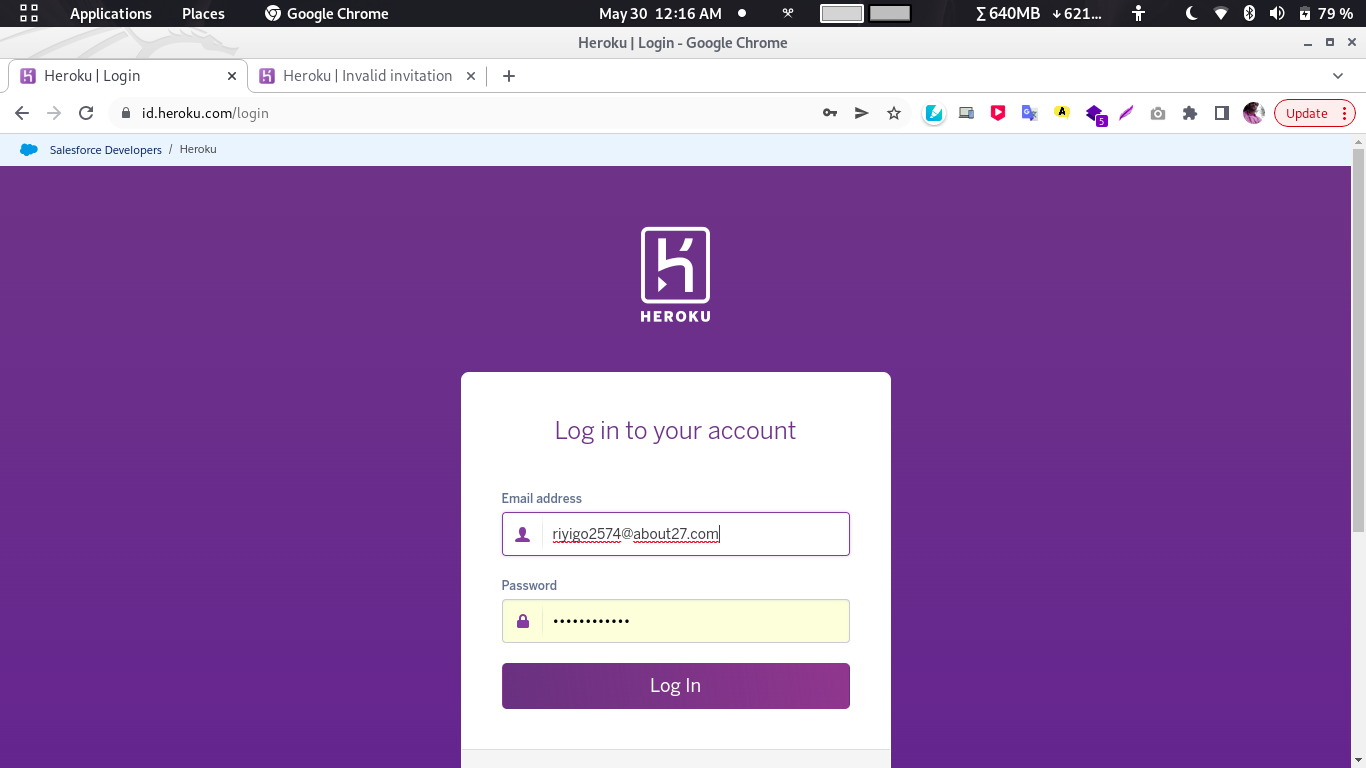 Applications Places Google Chrome May 30 12:16 AM Σ 640MB ↓ 621... 79 %
Heroku | Login - Google Chrome
Heroku | Login Heroku | Invalid invitation
id.heroku.com/login A 5 Update
Salesforce Developers / Heroku
HEROKU
Log in to your account
Email address
riyigo2574@about27.com
Password
Log In